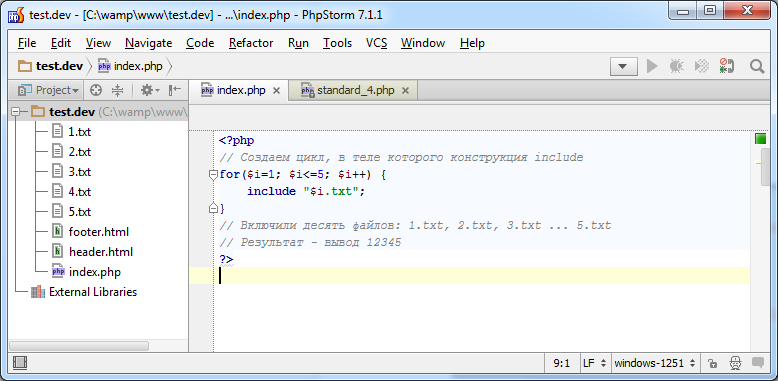 test.dev - [C:\wamp\www\test.dev] - ...\index.php - PhpStorm 7.1.1
File Edit View Navigate Code Refactor Run Tools VCS Window Help
test.dev index.php
Project
index.php standard_4.php
test.dev (C:\wamp\www\
1.txt
2.txt
3.txt
4.txt
5.txt
footer.html
header.html
index.php
External Libraries
<?php
// Создаем цикл, в теле которого конструкция include
for($i=1; $i<=5; $i++) {
    include "$i.txt";
}
// Включили десять файлов: 1.txt, 2.txt, 3.txt ... 5.txt
// Результат - вывод 12345
?>
9:1 LF windows-1251